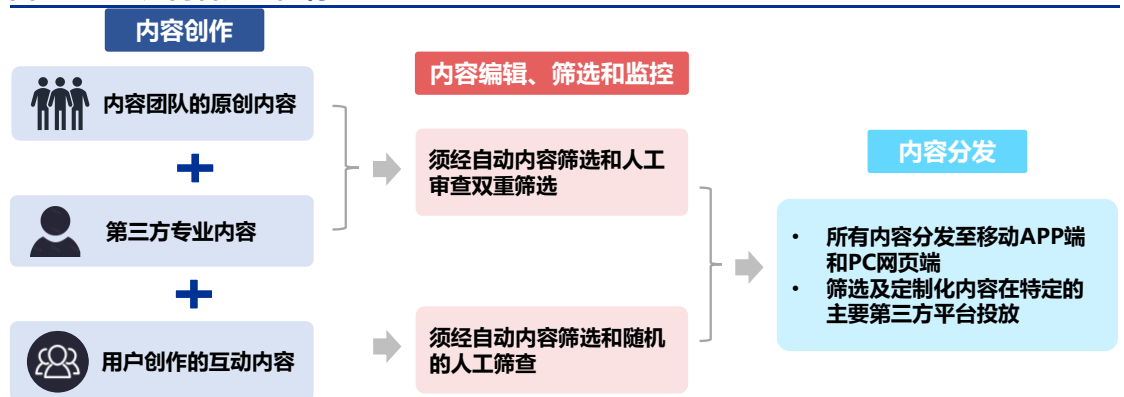 内容创作
内容团队的原创内容
第三方专业内容
用户创作的互动内容
内容编辑、筛选和监控
须经自动内容筛选和人工
审查双重筛选
须经自动内容筛选和随机
的人工筛查
内容分发
• 所有内容分发至移动APP端
和PC网页端
• 筛选及定制化内容在特定的
主要第三方平台投放